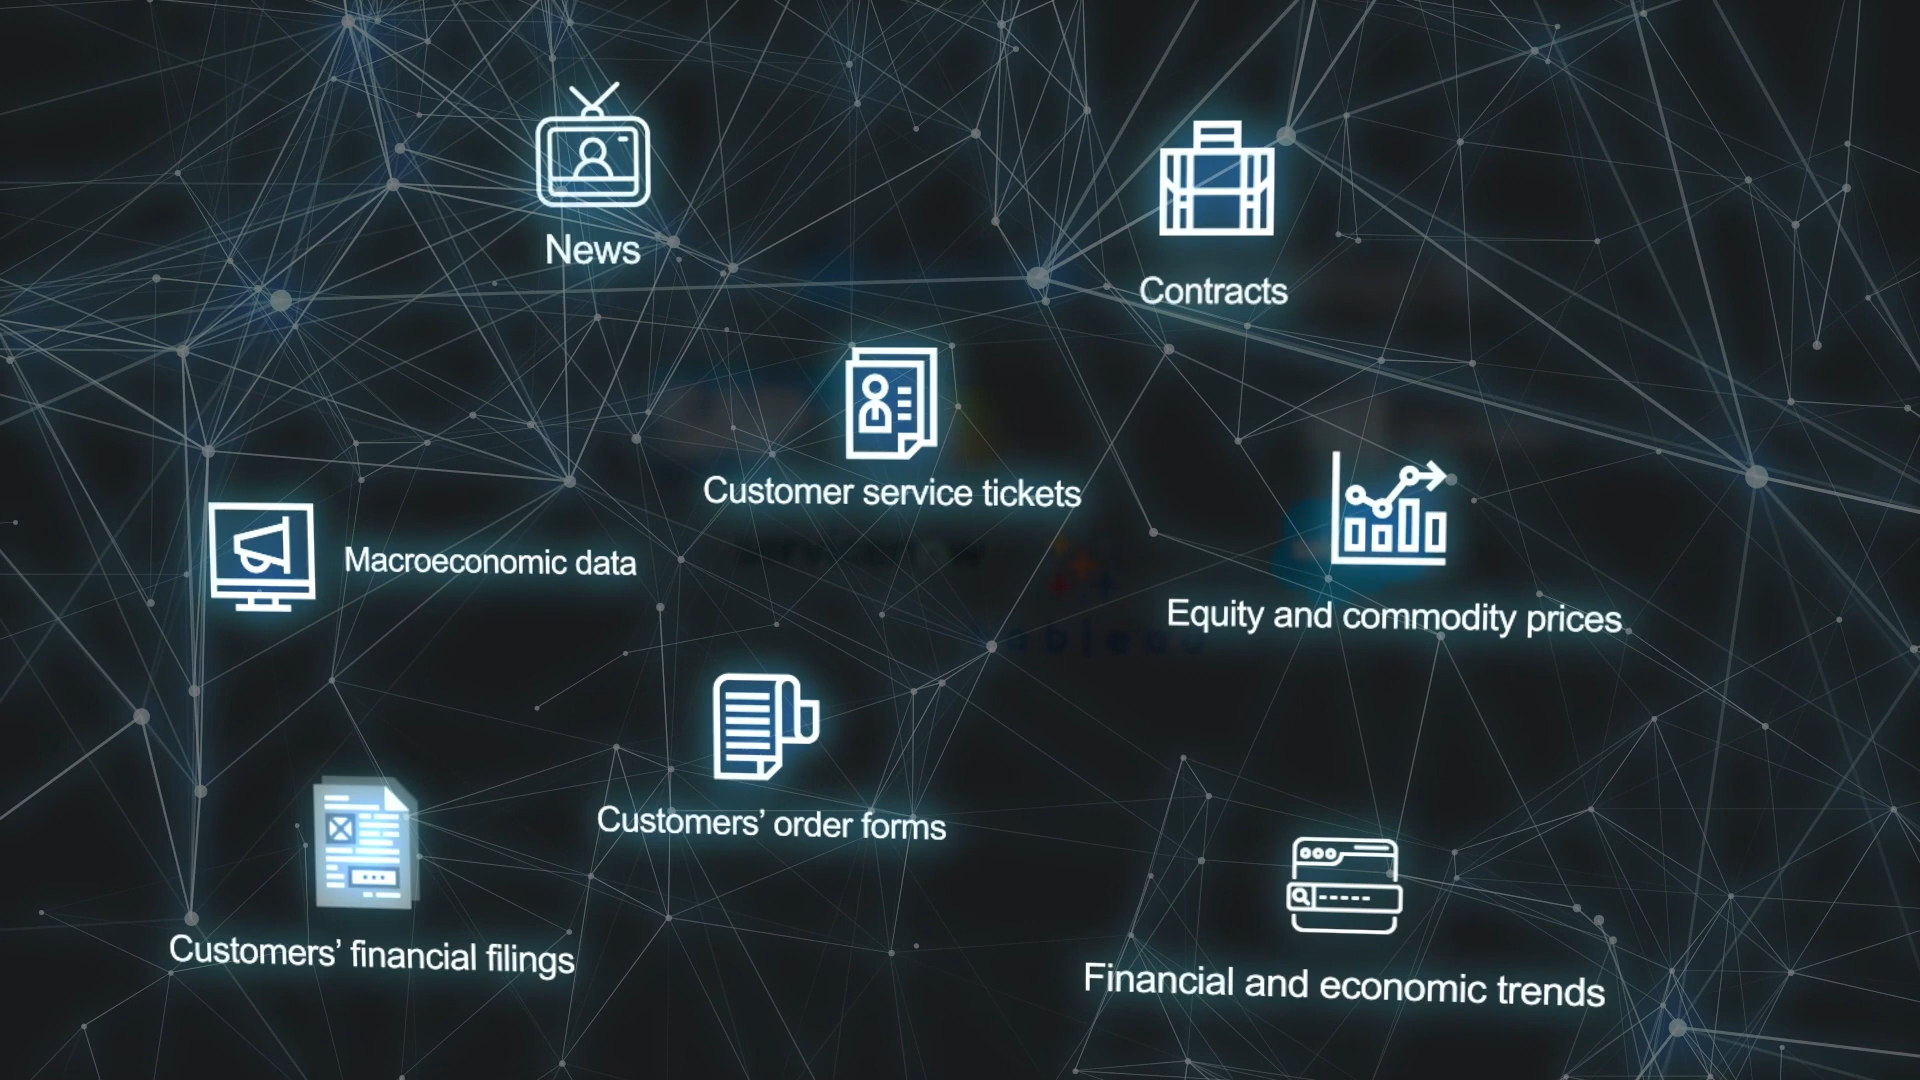 News
Contracts
Customer service tickets
Macroeconomic data
Equity and commodity prices
Customers’ order forms
Customers’ financial filings
Financial and economic trends